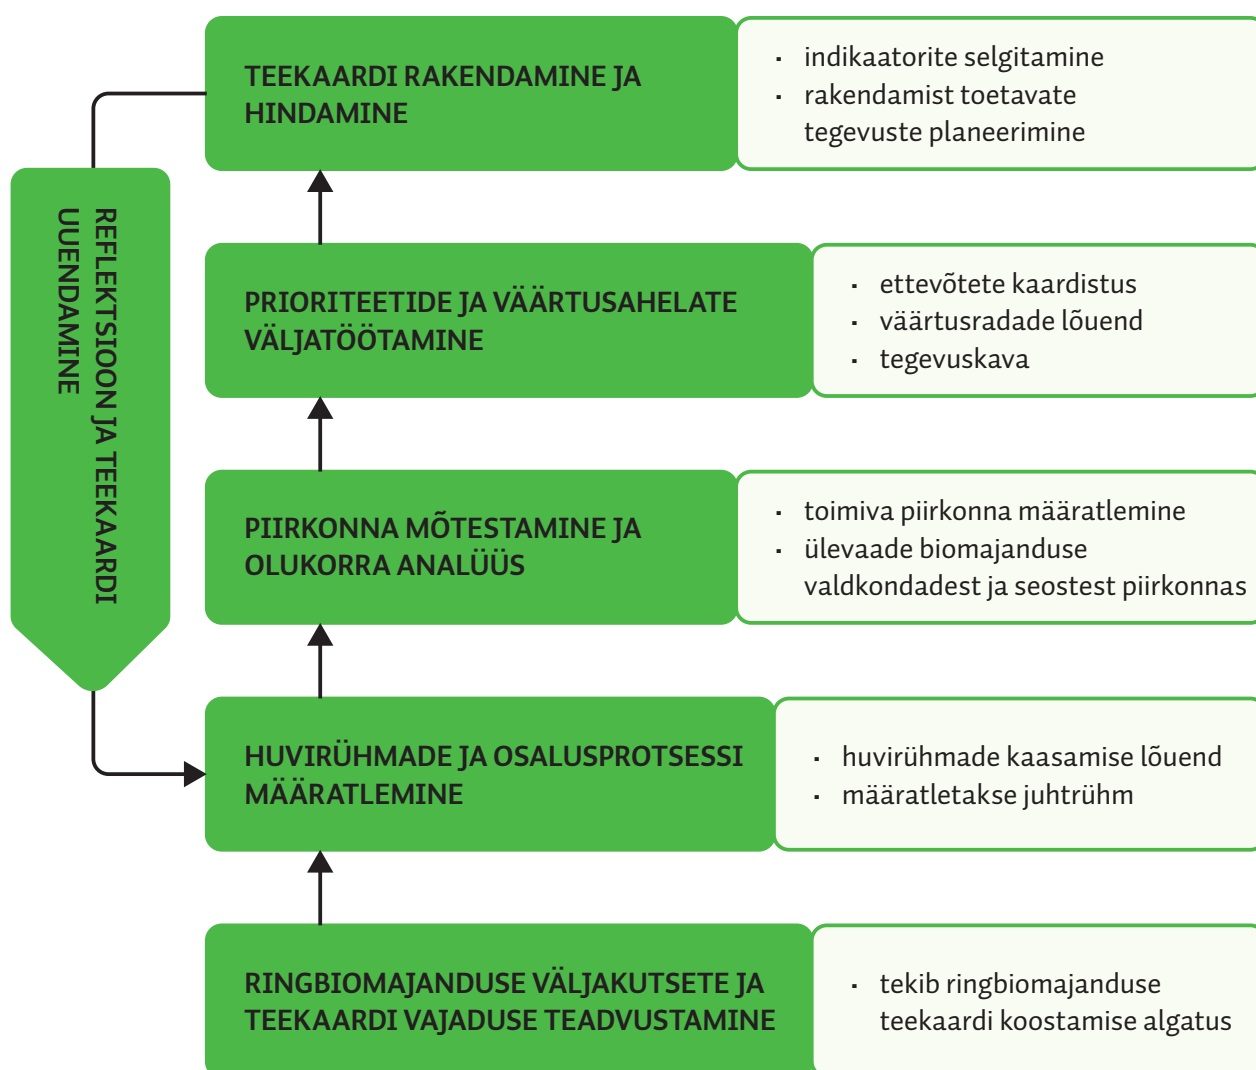 TEEKAARDI RAKENDAMINE JA
HINDAMINE
· indikaatorite selgitamine
· rakendamist toetavate
tegevuste planeerimine
REFLEKTSIOON JA TEEKAARDI
UUENDAMINE
PRIORITEETIDE JA VÄÄRTUSAHELATE
VÄLJATÖÖTAMINE
· ettevõtete kaardistus
· väärtusradade lõuend
· tegevuskava
PIIRKONNA MÕTESTAMINE JA
OLUKORRA ANALÜÜS
· toimiva piirkonna määratlemine
· ülevaade biomajanduse
valdkondadest ja seostest piirkonnas
HUVIRÜHMADE JA OSALUSPROTSESSI
MÄÄRATLEMINE
· huvirühmade kaasamise lõuend
· määratletakse juhtrühm
RINGBIOMAJANDUSE VÄLJAKUTSETE JA
TEEKAARDI VAJADUSE TEADVUSTAMINE
· tekib ringbiomajanduse
teekaardi koostamise algatus